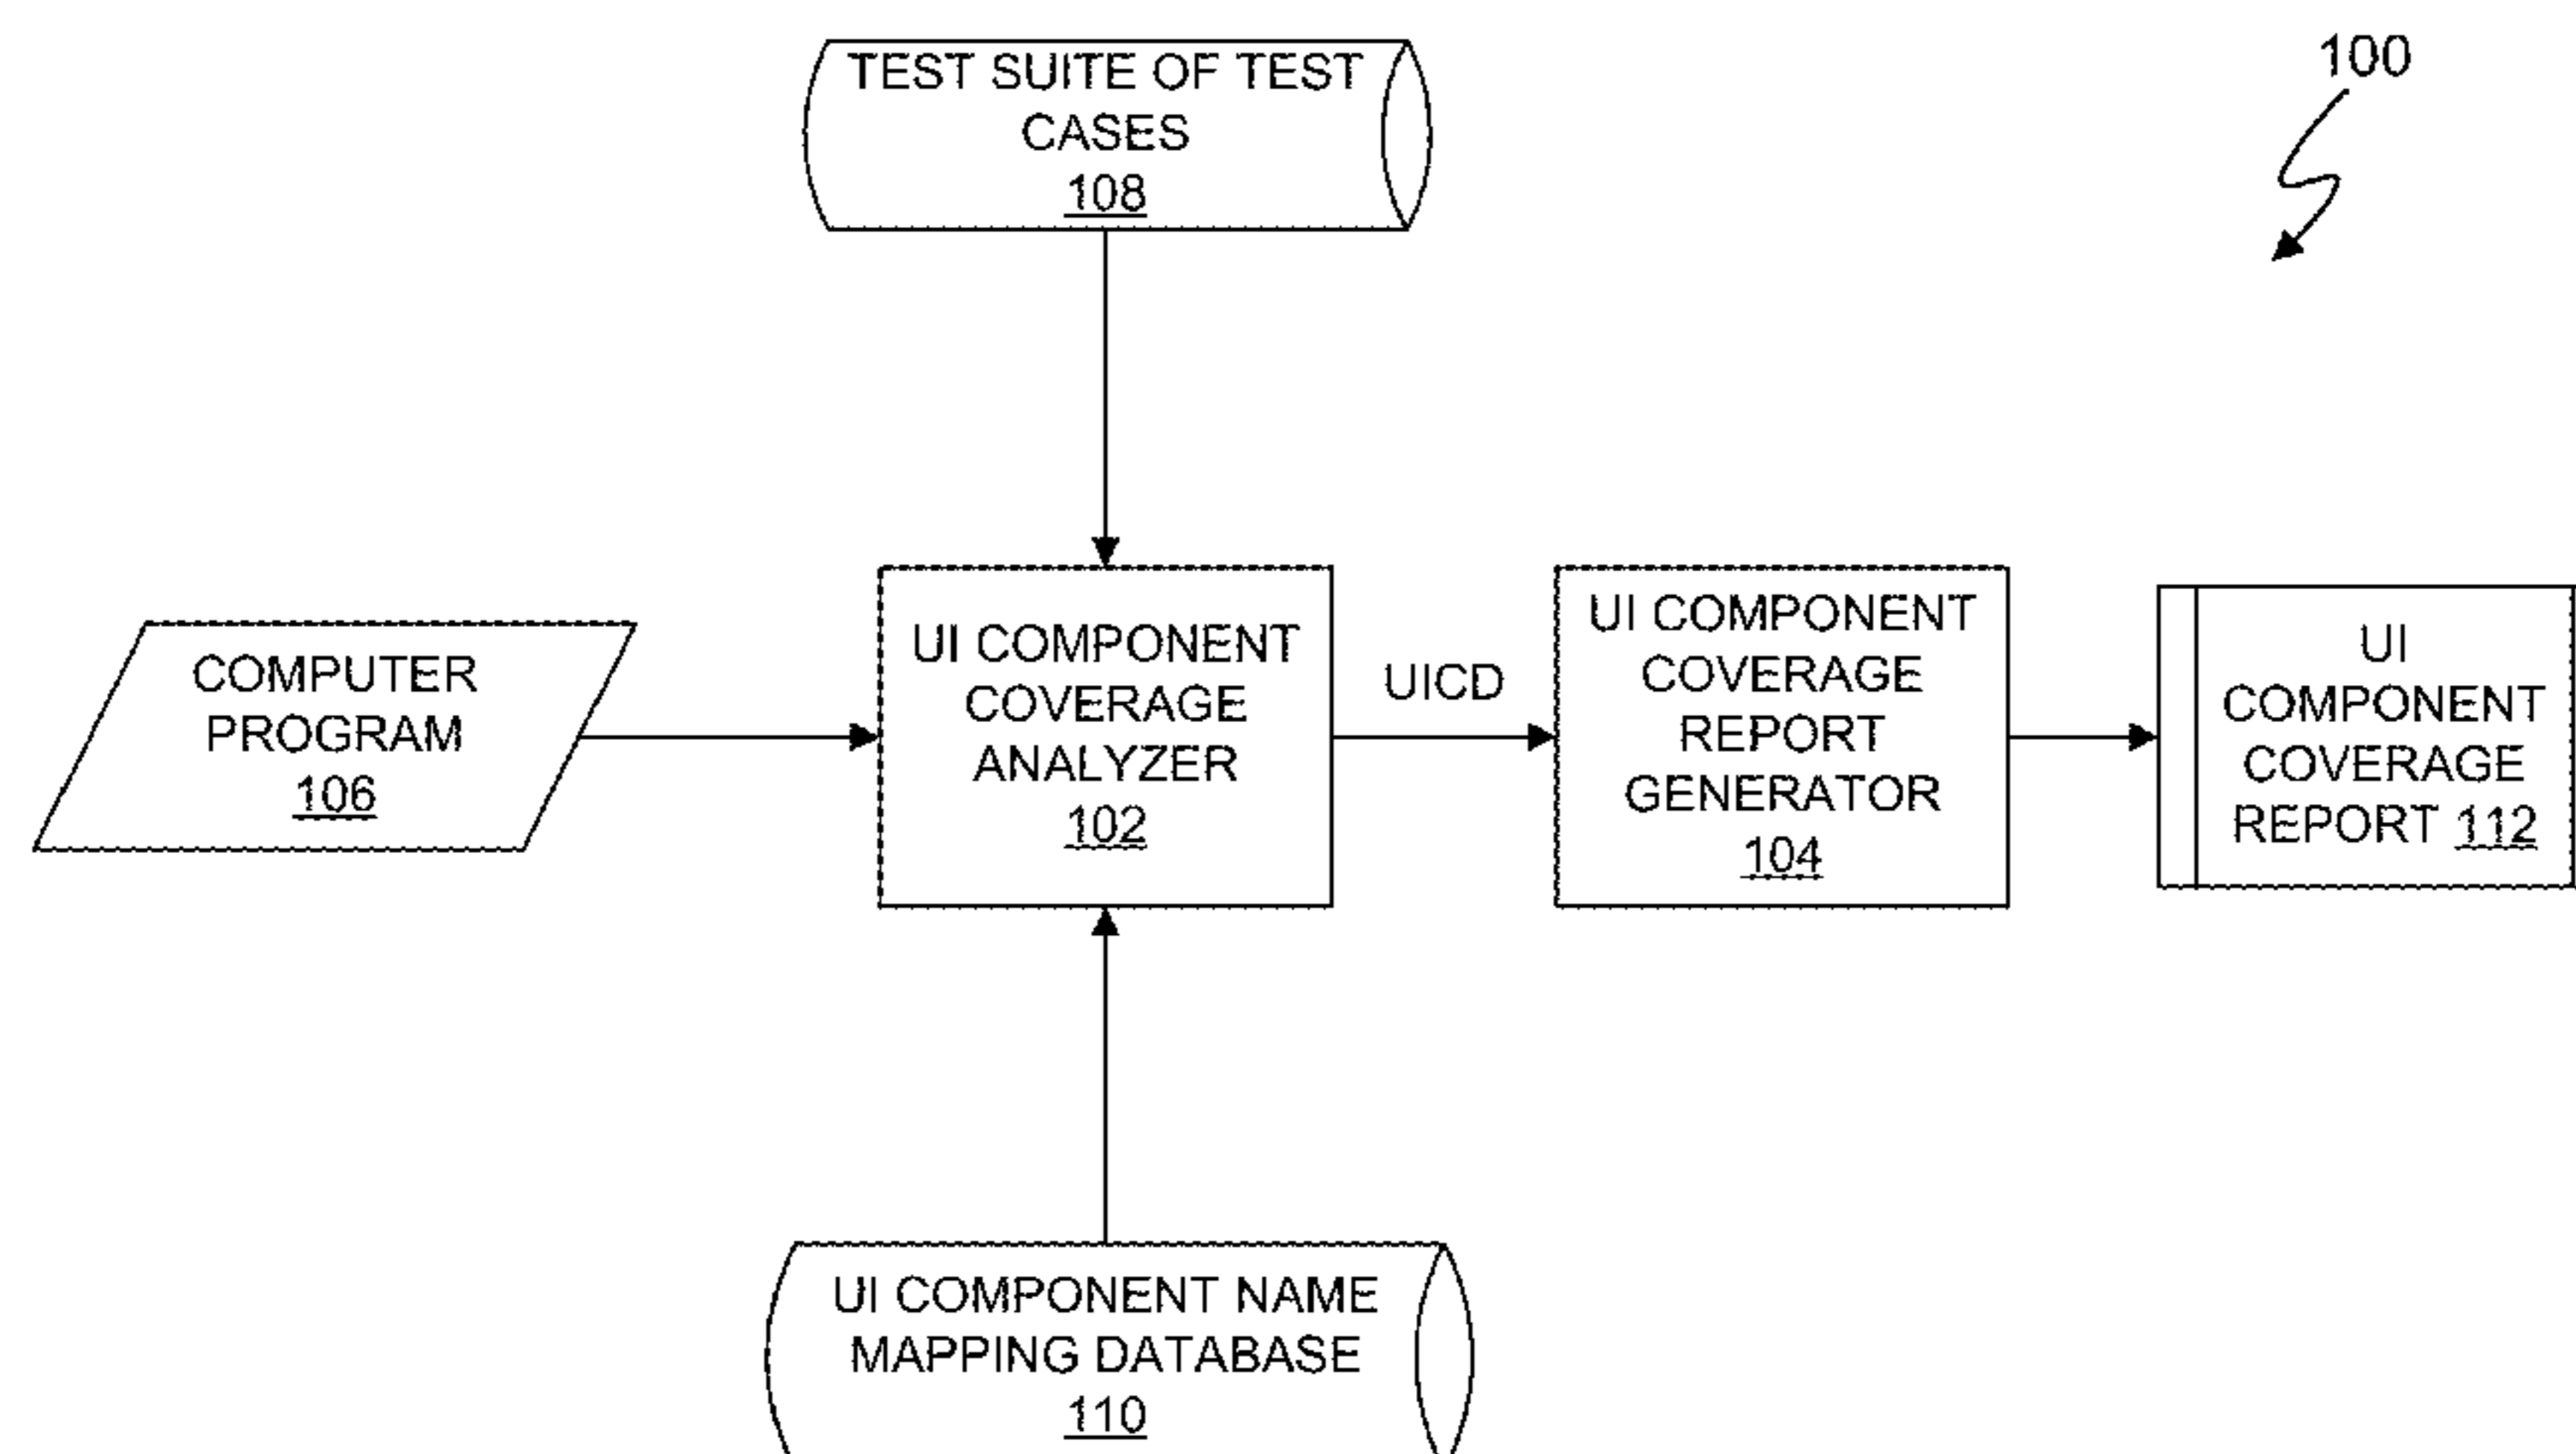 TEST SUITE OF TEST
CASES
108
100
COMPUTER
PROGRAM
106
UI COMPONENT
COVERAGE
ANALYZER
102
UICD
UI COMPONENT
COVERAGE
REPORT
GENERATOR
104
UI
COMPONENT
COVERAGE
REPORT 112
UI COMPONENT NAME
MAPPING DATABASE
110